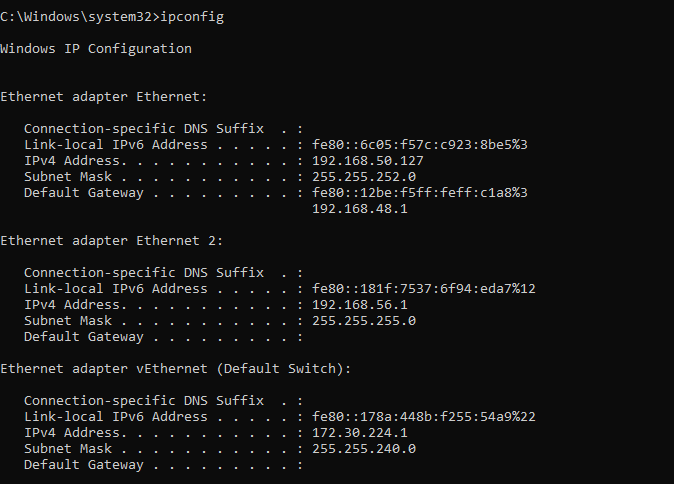 C:\Windows\system32>ipconfig
Windows IP Configuration
Ethernet adapter Ethernet:
Connection-specific DNS Suffix  . :
Link-local IPv6 Address . . . . . : fe80::6c05:f57c:c923:8be5%3
IPv4 Address. . . . . . . . . . . : 192.168.50.127
Subnet Mask . . . . . . . . . . . : 255.255.252.0
Default Gateway . . . . . . . . . : fe80::12be:f5ff:feff:c1a8%3
192.168.48.1
Ethernet adapter Ethernet 2:
Connection-specific DNS Suffix  . :
Link-local IPv6 Address . . . . . : fe80::181f:7537:6f94:eda7%12
IPv4 Address. . . . . . . . . . . : 192.168.56.1
Subnet Mask . . . . . . . . . . . : 255.255.255.0
Default Gateway . . . . . . . . . :
Ethernet adapter vEthernet (Default Switch):
Connection-specific DNS Suffix  . :
Link-local IPv6 Address . . . . . : fe80::178a:448b:f255:54a9%22
IPv4 Address. . . . . . . . . . . : 172.30.224.1
Subnet Mask . . . . . . . . . . . : 255.255.240.0
Default Gateway . . . . . . . . . :